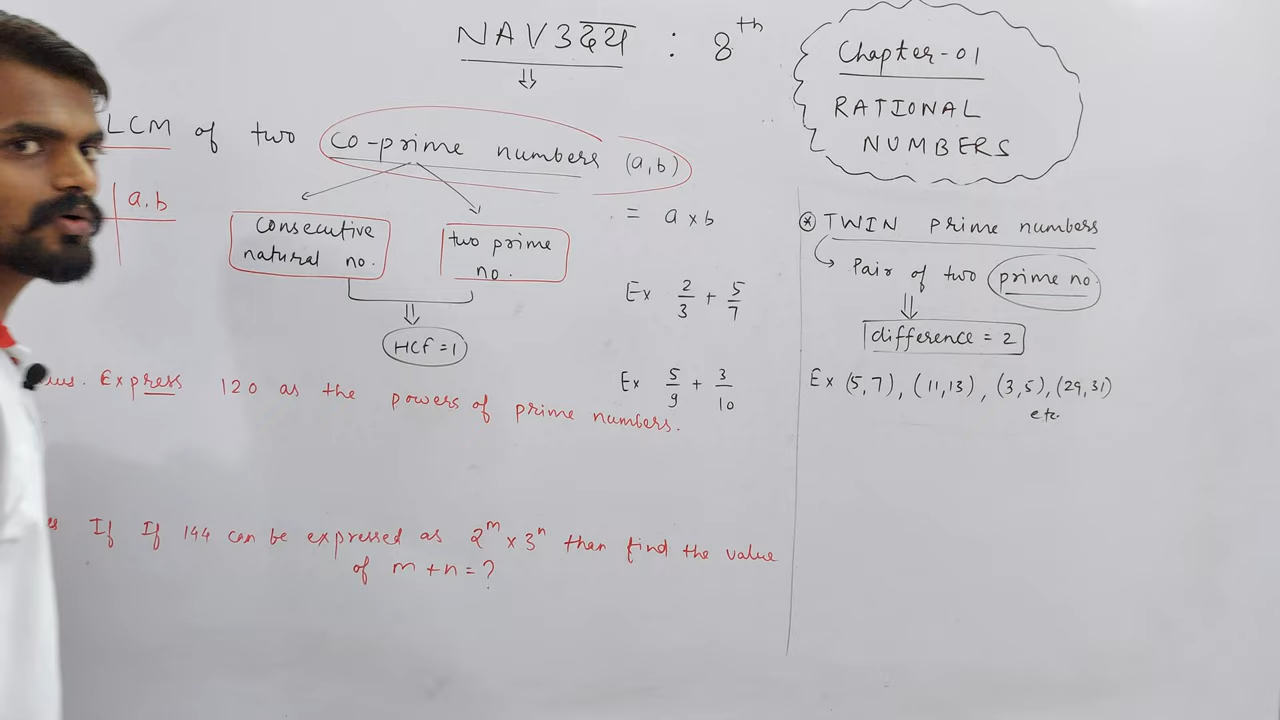 NAV3दय : 8th
Chapter-01
RATIONAL
NUMBERS
LCM of two co-prime numbers (a,b)
= a x b
a.b
consecutive
natural no.
two prime
no.
HCF = 1
Ex 2/3 + 5/7
Ex 5/9 + 3/10
Express 120 as the powers of prime numbers.
If If 144 can be expressed as 2^m x 3^n than find the value
of m + n = ?
* TWIN prime numbers
Pair of two prime no.
difference = 2
Ex (5,7), (11,13), (3,5), (29,31)
etc.